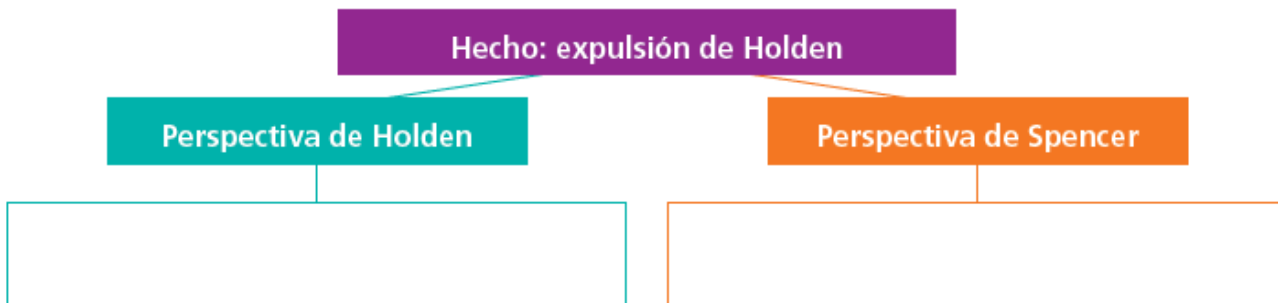 Hecho: expulsión de Holden
Perspectiva de Holden
Perspectiva de Spencer